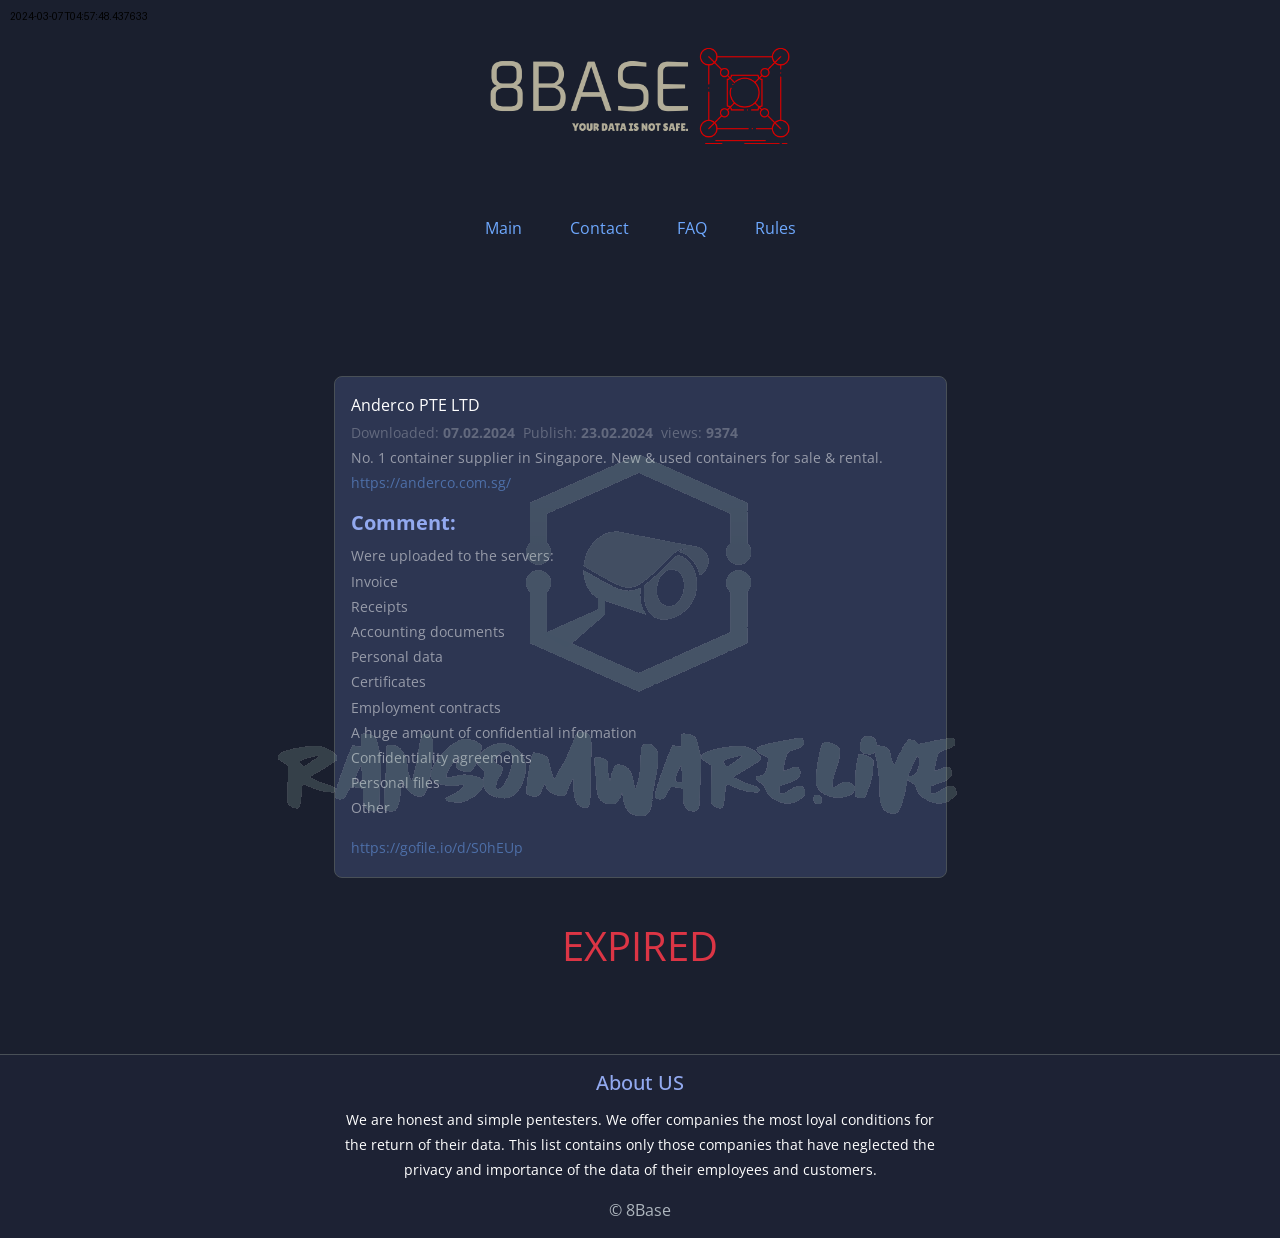 2024-03-07T04:57:48.437633
8BASE
YOUR DATA IS NOT SAFE.
Main Contact FAQ Rules
Anderco PTE LTD
Downloaded: 07.02.2024 Publish: 23.02.2024 views: 9374
No. 1 container supplier in Singapore. New & used containers for sale & rental.
https://anderco.com.sg/
Comment:
Were uploaded to the servers:
Invoice
Receipts
Accounting documents
Personal data
Certificates
Employment contracts
A huge amount of confidential information
RANSOMWARE.LIVE
Confidentiality agreements
Personal files
Other
https://gofile.io/d/S0hEUp
EXPIRED
About US
We are honest and simple pentesters. We offer companies the most loyal conditions for
the return of their data. This list contains only those companies that have neglected the
privacy and importance of the data of their employees and customers.
© 8Base